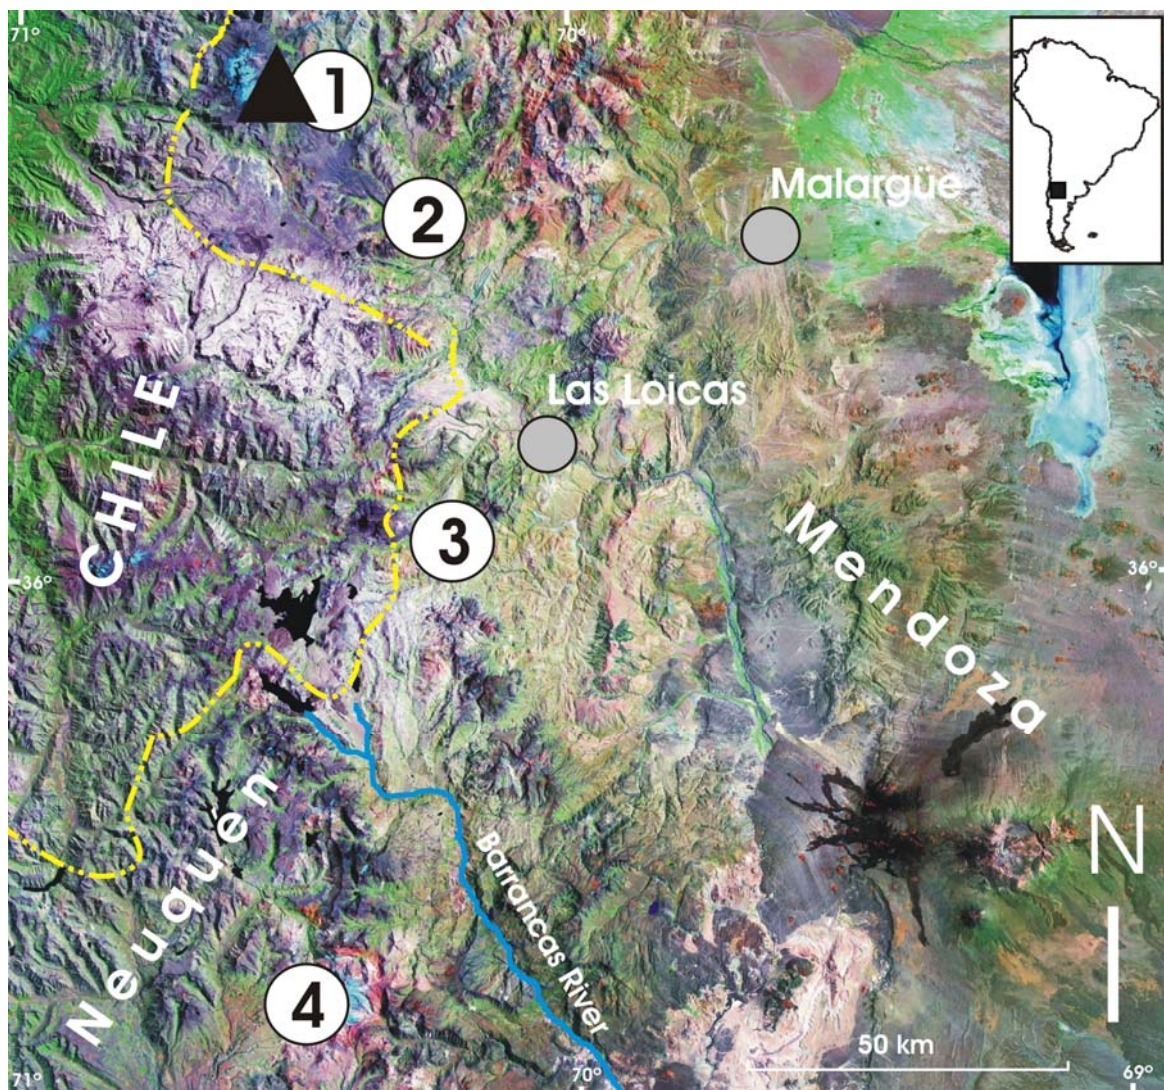 71°
70°
1
Malargüe
2
Las Loicas
CHILE
3
Mendoza
36°
36°
Neuquen
Barrancas River
N
4
50 km
71°
70°
69°